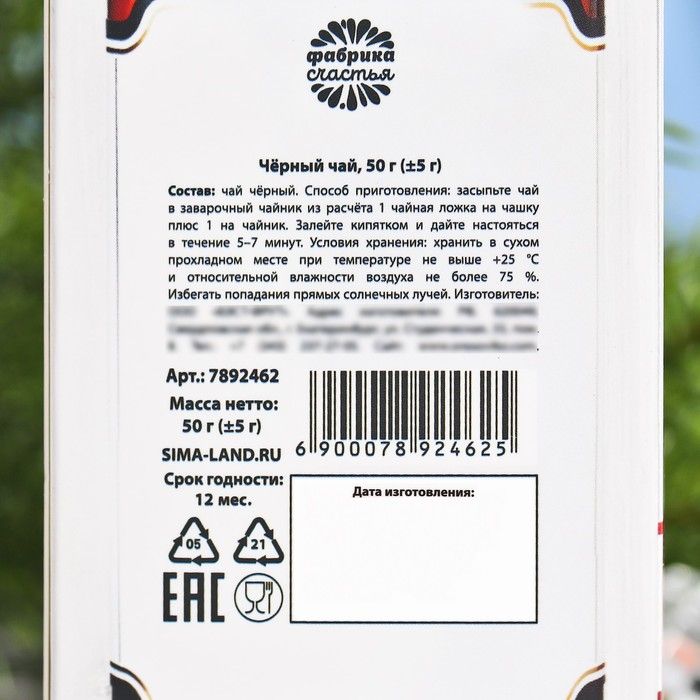 фабрика
счастья
Чёрный чай, 50 г (±5 г)
Состав: чай чёрный. Способ приготовления: засыпьте чай
в заварочный чайник из расчёта 1 чайная ложка на чашку
плюс 1 на чайник. Залейте кипятком и дайте настояться
в течение 5–7 минут. Условия хранения: хранить в сухом
прохладном месте при температуре не выше +25 °С
и относительной влажности воздуха не более 75 %.
Избегать попадания прямых солнечных лучей. Изготовитель:
Арт.: 7892462
Масса нетто:
50 г (±5 г)
SIMA-LAND.RU
Срок годности:
12 мес.
6 900078 924625
Дата изготовления:
05
21
EAC